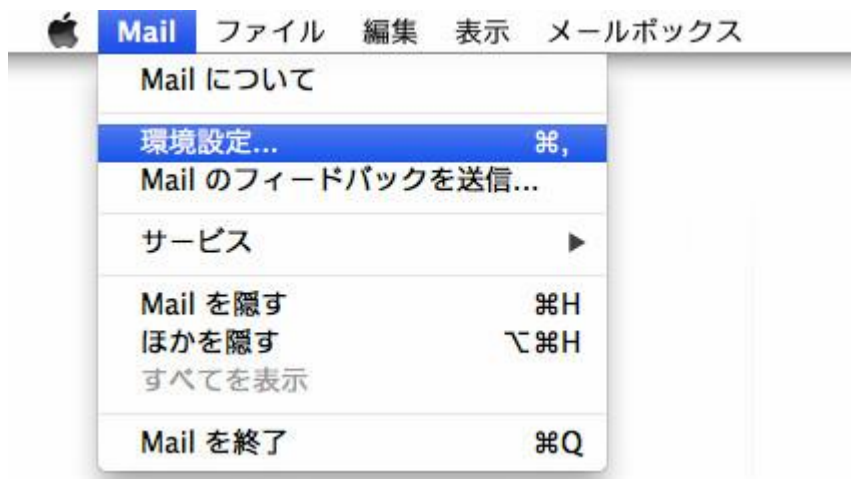 Mail ファイル 編集 表示 メールボックス
Mail について
環境設定... ⌘,
Mail のフィードバックを送信...
サービス ▶
Mail を隠す ⌘H
ほかを隠す ⌥⌘H
すべてを表示
Mail を終了 ⌘Q